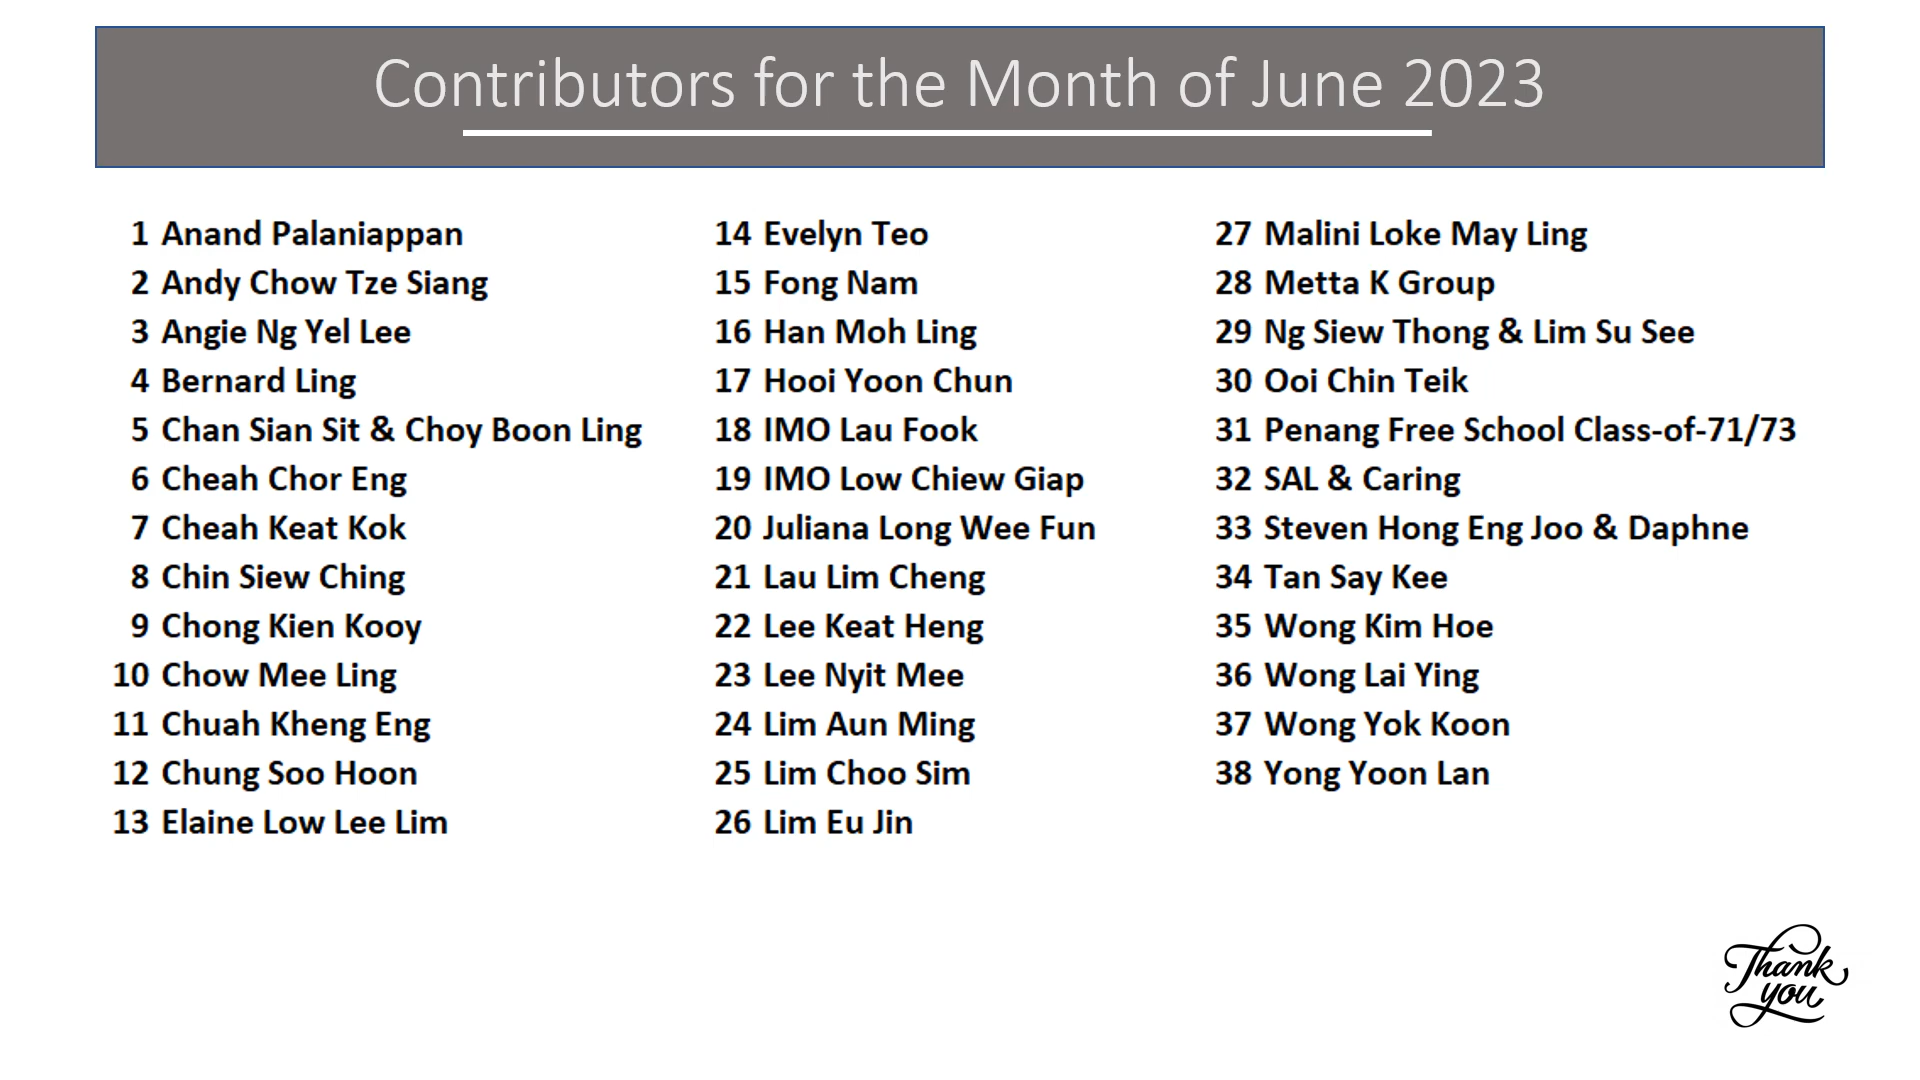 Contributors for the Month of June 2023
1 Anand Palaniappan
2 Andy Chow Tze Siang
3 Angie Ng Yel Lee
4 Bernard Ling
5 Chan Sian Sit & Choy Boon Ling
6 Cheah Chor Eng
7 Cheah Keat Kok
8 Chin Siew Ching
9 Chong Kien Kooy
10 Chow Mee Ling
11 Chuah Kheng Eng
12 Chung Soo Hoon
13 Elaine Low Lee Lim
14 Evelyn Teo
15 Fong Nam
16 Han Moh Ling
17 Hooi Yoon Chun
18 IMO Lau Fook
19 IMO Low Chiew Giap
20 Juliana Long Wee Fun
21 Lau Lim Cheng
22 Lee Keat Heng
23 Lee Nyit Mee
24 Lim Aun Ming
25 Lim Choo Sim
26 Lim Eu Jin
27 Malini Loke May Ling
28 Metta K Group
29 Ng Siew Thong & Lim Su See
30 Ooi Chin Teik
31 Penang Free School Class-of-71/73
32 SAL & Caring
33 Steven Hong Eng Joo & Daphne
34 Tan Say Kee
35 Wong Kim Hoe
36 Wong Lai Ying
37 Wong Yok Koon
38 Yong Yoon Lan
Thank
you